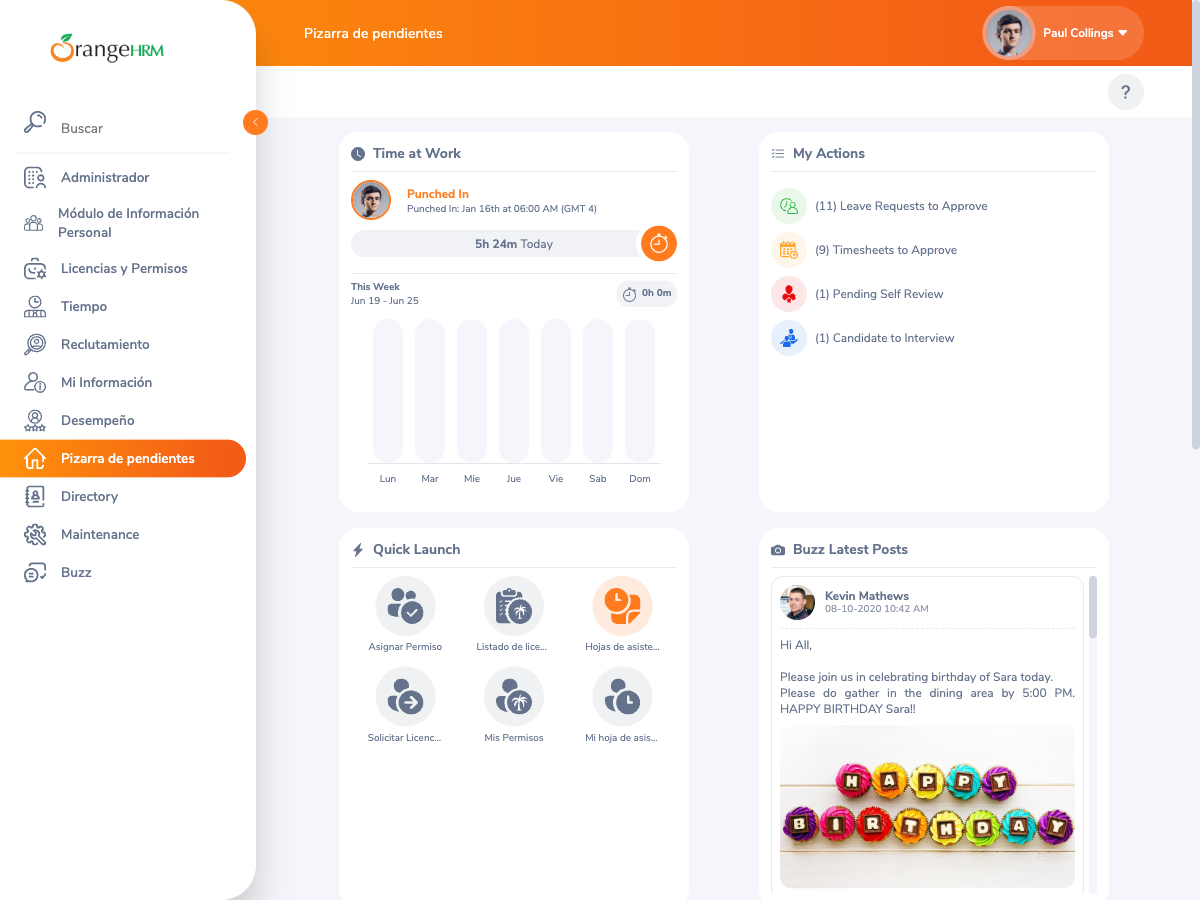 OrangeHRM
Pizarra de pendientes
Paul Collings
?
Buscar
Administrador
Módulo de Información
Personal
Licencias y Permisos
Tiempo
Reclutamiento
Mi Información
Desempeño
Pizarra de pendientes
Directory
Maintenance
Buzz
Time at Work
Punched In
Punched In: Jan 16th at 06:00 AM (GMT 4)
5h 24m Today
This Week
Jun 19 - Jun 25
0h 0m
Lun Mar Mie Jue Vie Sab Dom
My Actions
(11) Leave Requests to Approve
(9) Timesheets to Approve
(1) Pending Self Review
(1) Candidate to Interview
Quick Launch
Asignar Permiso
Listado de lice...
Hojas de asiste...
Solicitar Licenc...
Mis Permisos
Mi hoja de asis...
Buzz Latest Posts
Kevin Mathews
08-10-2020 10:42 AM
Hi All,
Please join us in celebrating birthday of Sara today.
Please do gather in the dining area by 5:00 PM.
HAPPY BIRTHDAY Sara!!
HAPPY
BIRTHDAY